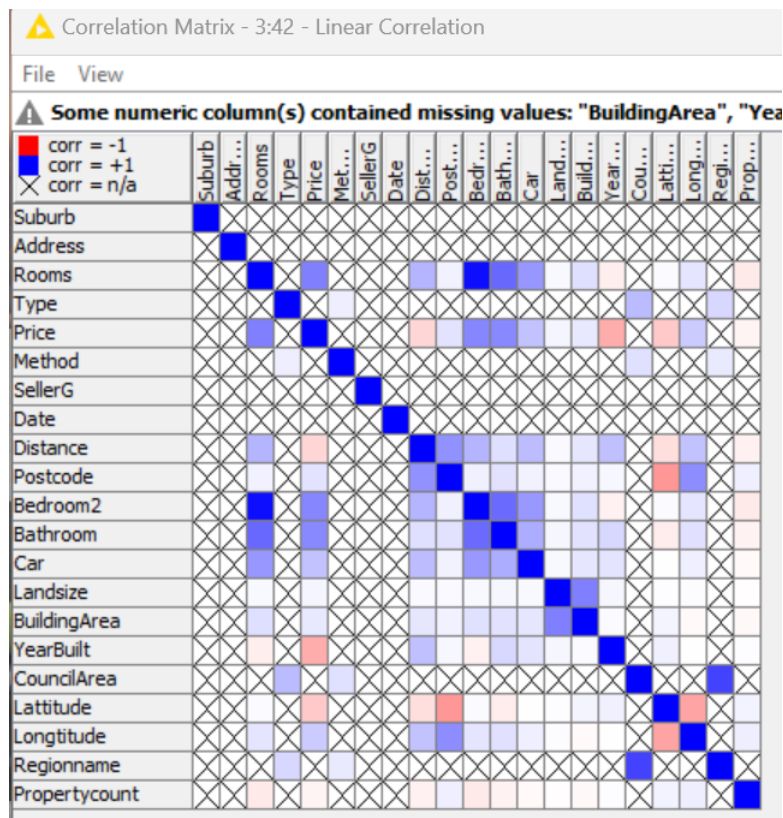 Correlation Matrix - 3:42 - Linear Correlation
File View
Some numeric column(s) contained missing values: "BuildingArea", "Yea
corr = -1
corr = +1
corr = n/a
Suburb
Addr...
Rooms
Type
Price
Met...
SellerG
Date
Dist...
Post...
Bedr...
Bath...
Car
Land...
Build...
Year...
Cou...
Latti...
Long...
Regi...
Prop...
Suburb
Address
Rooms
Type
Price
Method
SellerG
Date
Distance
Postcode
Bedroom2
Bathroom
Car
Landsize
BuildingArea
YearBuilt
CouncilArea
Lattitude
Longtitude
Regionname
Propertycount